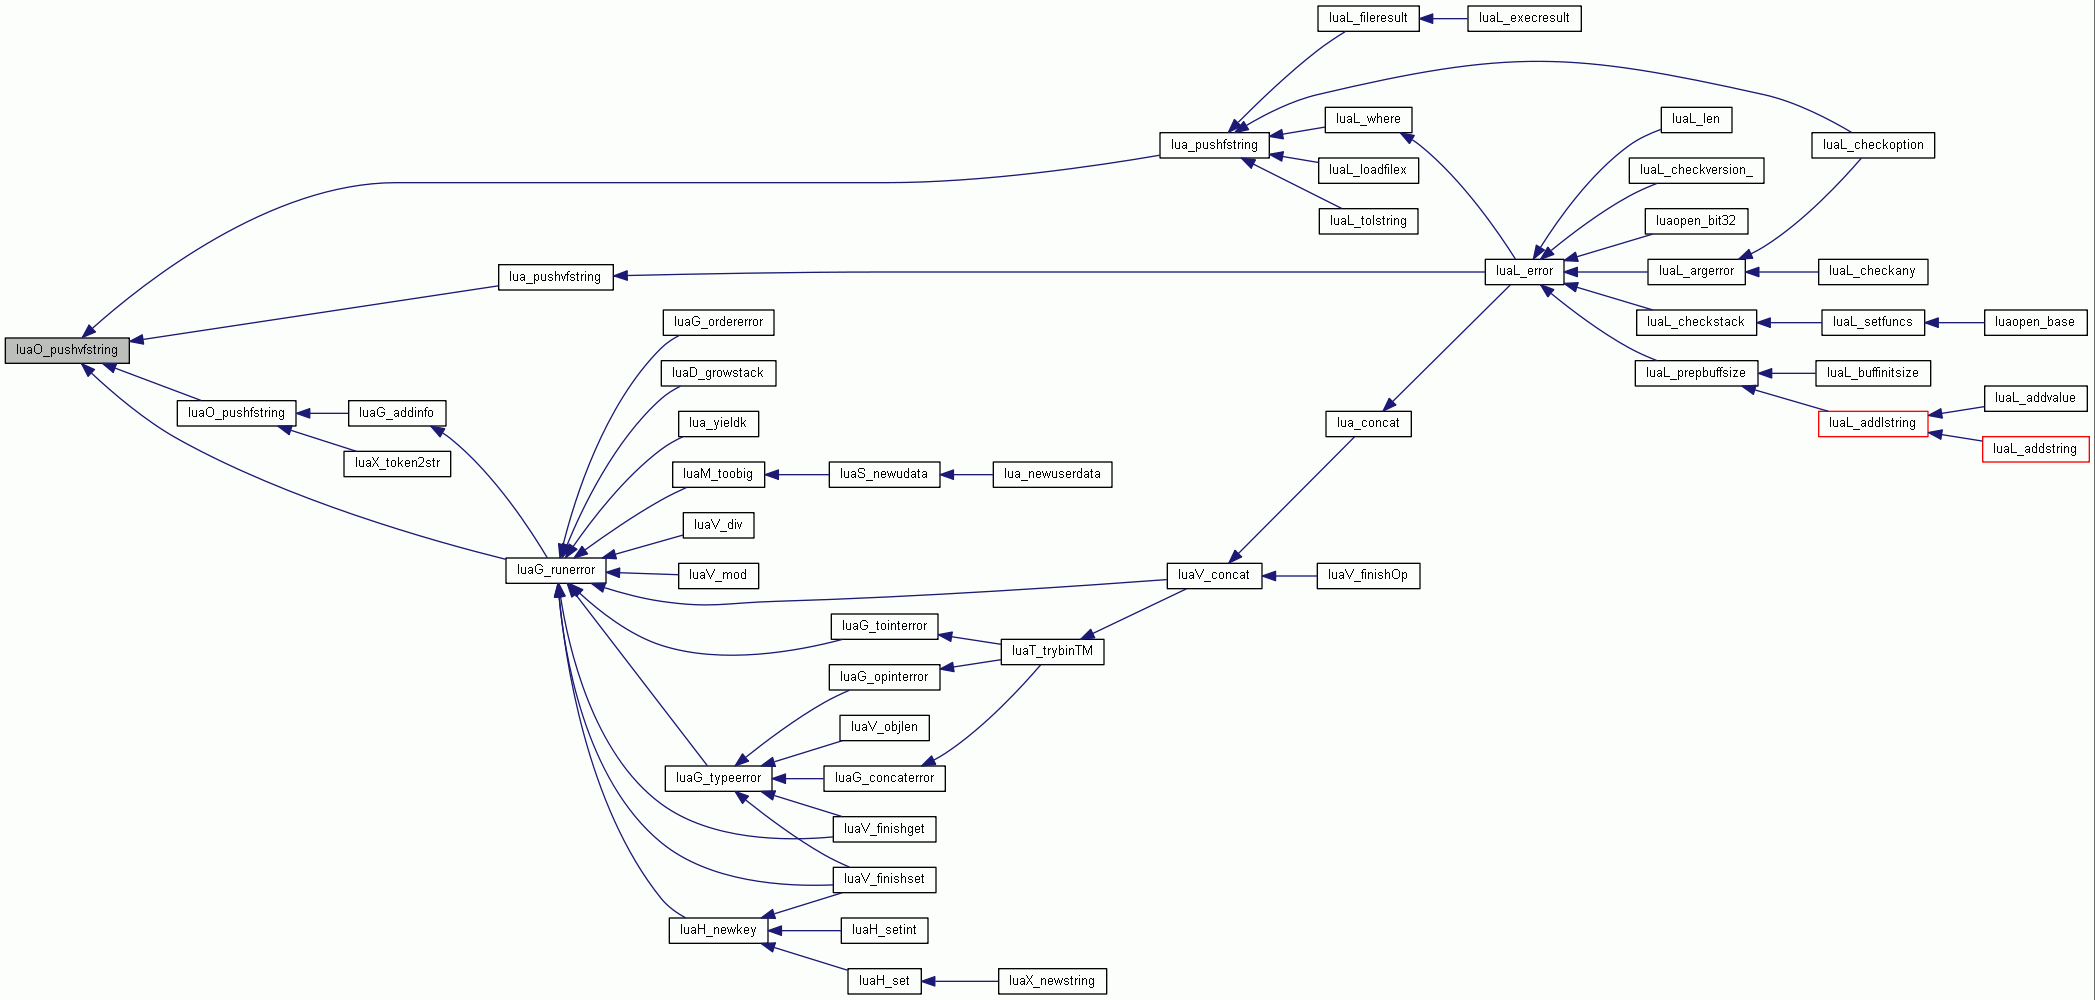 luaL_fileresult
luaL_execresult
luaL_where
luaL_len
lua_pushfstring
luaL_checkoption
luaL_loadfilex
luaL_checkversion_
luaL_tolstring
luaopen_bit32
lua_pushvfstring
luaL_error
luaL_argerror
luaL_checkany
luaG_ordererror
luaL_checkstack
luaL_setfuncs
luaopen_base
luaO_pushvfstring
luaD_growstack
luaL_prepbuffsize
luaL_buffinitsize
luaL_addvalue
luaO_pushfstring
luaG_addinfo
lua_yieldk
lua_concat
luaL_addlstring
luaL_addstring
luaX_token2str
luaM_toobig
luaS_newudata
lua_newuserdata
luaV_div
luaG_runerror
luaV_mod
luaV_concat
luaV_finishOp
luaG_tointerror
luaT_trybinTM
luaG_opinterror
luaV_objlen
luaG_typeerror
luaG_concaterror
luaV_finishget
luaV_finishset
luaH_newkey
luaH_setint
luaH_set
luaX_newstring